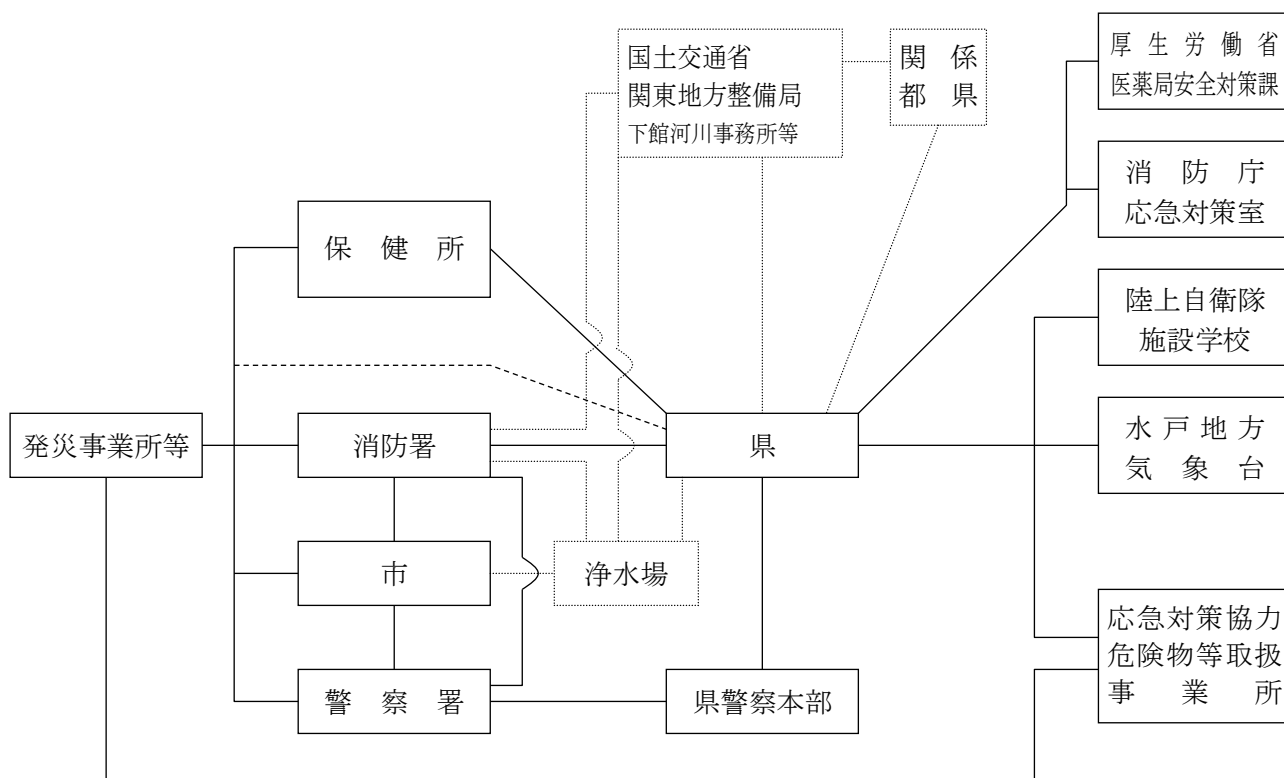 国土交通省
関東地方整備局
下館河川事務所等
関係
都県
厚生労働省
医薬局安全対策課
消防庁
応急対策室
保健所
陸上自衛隊
施設学校
発災事業所等
消防署
県
水戸地方
気象台
市
浄水場
応急対策協力
危険物等取扱
事業所
警察署
県警察本部